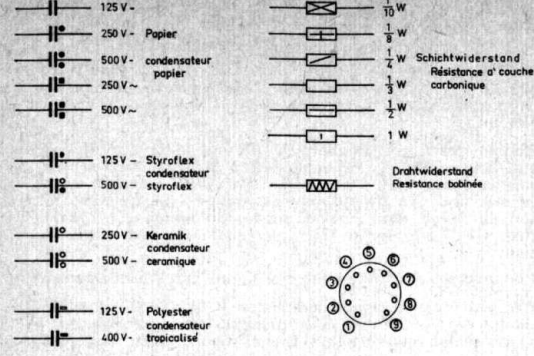 125 V -
250 V - Papier
500 V - condensateur
papier
250 V ~
500 V ~
125 V - Styroflex
condensateur
500 V - styroflex
250 V - Keramik
condensateur
500 V - ceramique
125 V - Polyester
condensateur
400 V - tropicalisé
1/10 W
1 1/8 W
1/4 W Schichtwiderstand
Résistance a' couche
1/3 W carbonique
1/2 W
1 1 W
Drahtwiderstand
Resistance bobinée
1
2
3
4
5
6
7
8
9